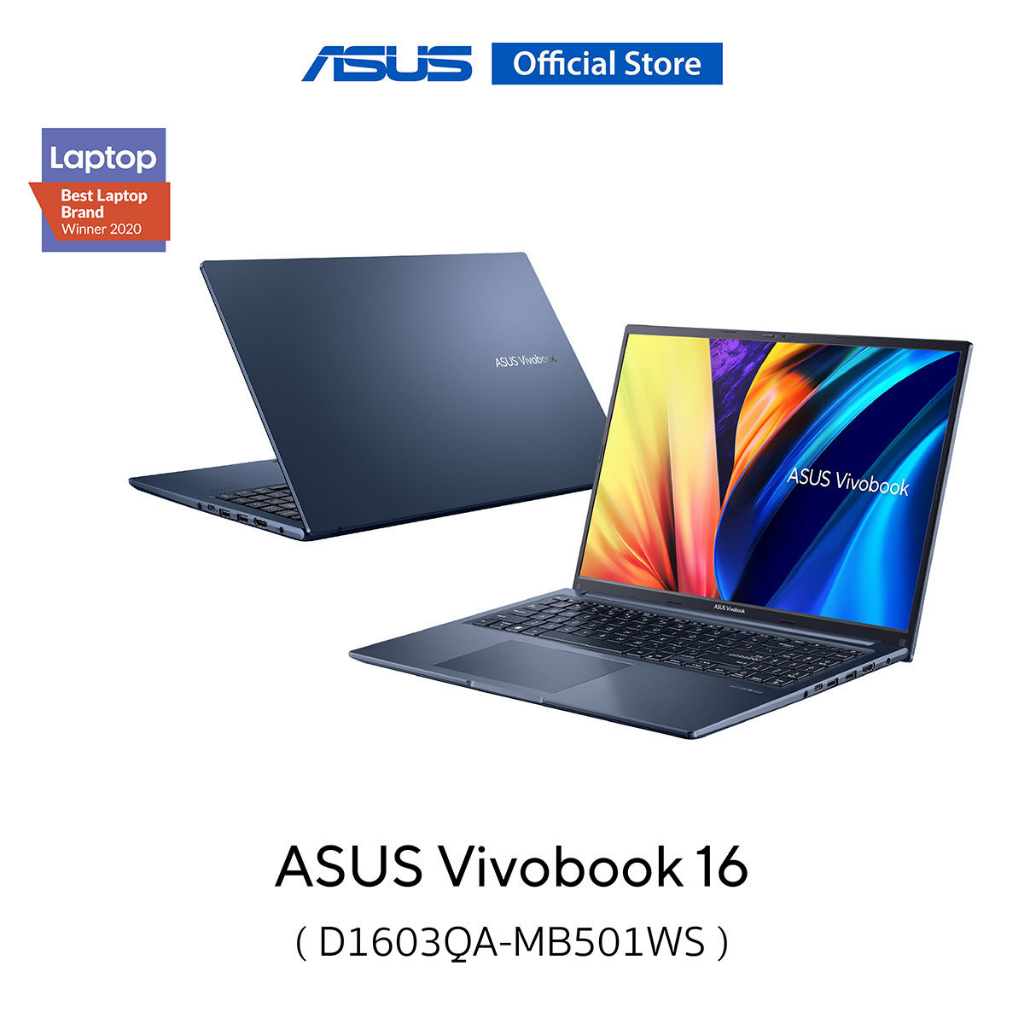 ASUS Official Store
Laptop
Best Laptop
Brand
Winner 2020
ASUS Vivobook
ASUS Vivobook
ASUS Vivobook
ASUS Vivobook 16
( D1603QA-MB501WS )